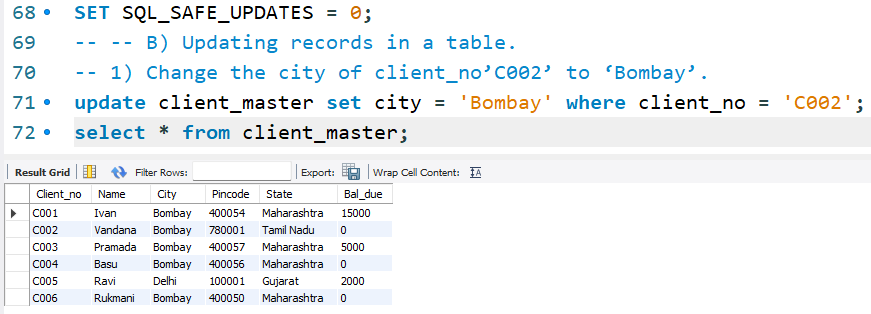 68 SET SQL_SAFE_UPDATES = 0;
69 -- -- B) Updating records in a table.
70 -- 1) Change the city of client_no’C002’ to ‘Bombay’.
71 update client_master set city = 'Bombay' where client_no = 'C002';
72 select * from client_master;
Result Grid Filter Rows: Export: Wrap Cell Content:
Client_no Name City Pincode State Bal_due
C001 Ivan Bombay 400054 Maharashtra 15000
C002 Vandana Bombay 780001 Tamil Nadu 0
C003 Pramada Bombay 400057 Maharashtra 5000
C004 Basu Bombay 400056 Maharashtra 0
C005 Ravi Delhi 100001 Gujarat 2000
C006 Rukmani Bombay 400050 Maharashtra 0